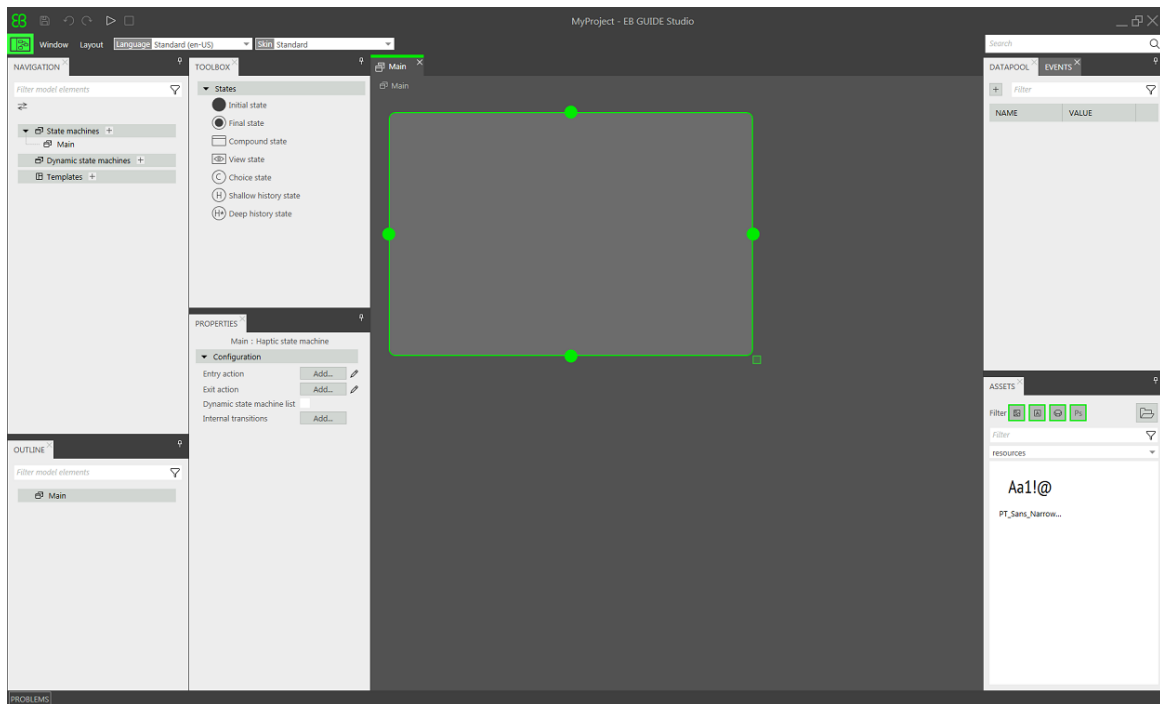 EB
MyProject - EB GUIDE Studio
Window Layout Language Standard (en-US) Skin Standard
Search
NAVIGATION
Filter model elements
State machines +
Main
Dynamic state machines +
Templates +
OUTLINE
Filter model elements
Main
TOOLBOX
States
Initial state
Final state
Compound state
View state
C Choice state
H Shallow history state
H* Deep history state
PROPERTIES
Main : Haptic state machine
Configuration
Entry action Add...
Exit action Add...
Dynamic state machine list
Internal transitions Add...
Main
Main
DATAPOOL EVENTS
+ Filter
NAME VALUE
ASSETS
Filter A Ps
Filter
resources
Aa1!@
PT_Sans_Narrow...
PROBLEMS